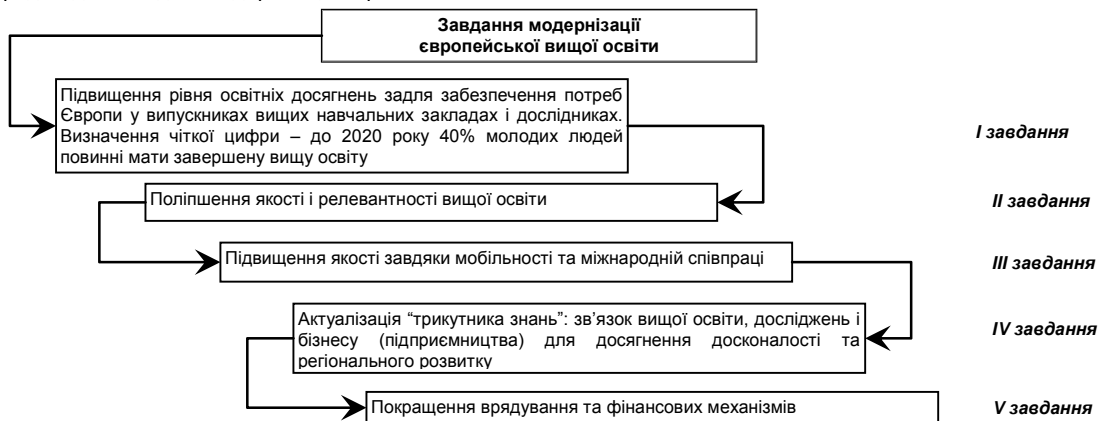 Завдання модернізації
європейської вищої освіти
Підвищення рівня освітніх досягнень задля забезпечення потреб
Європи у випускниках вищих навчальних закладах і дослідниках.
Визначення чіткої цифри – до 2020 року 40% молодих людей
повинні мати завершену вищу освіту
І завдання
Поліпшення якості і релевантності вищої освіти
ІІ завдання
Підвищення якості завдяки мобільності та міжнародній співпраці
ІІІ завдання
Актуалізація “трикутника знань”: зв’язок вищої освіти, досліджень і
бізнесу (підприємництва) для досягнення досконалості та
регіонального розвитку
IV завдання
Покращення врядування та фінансових механізмів
V завдання